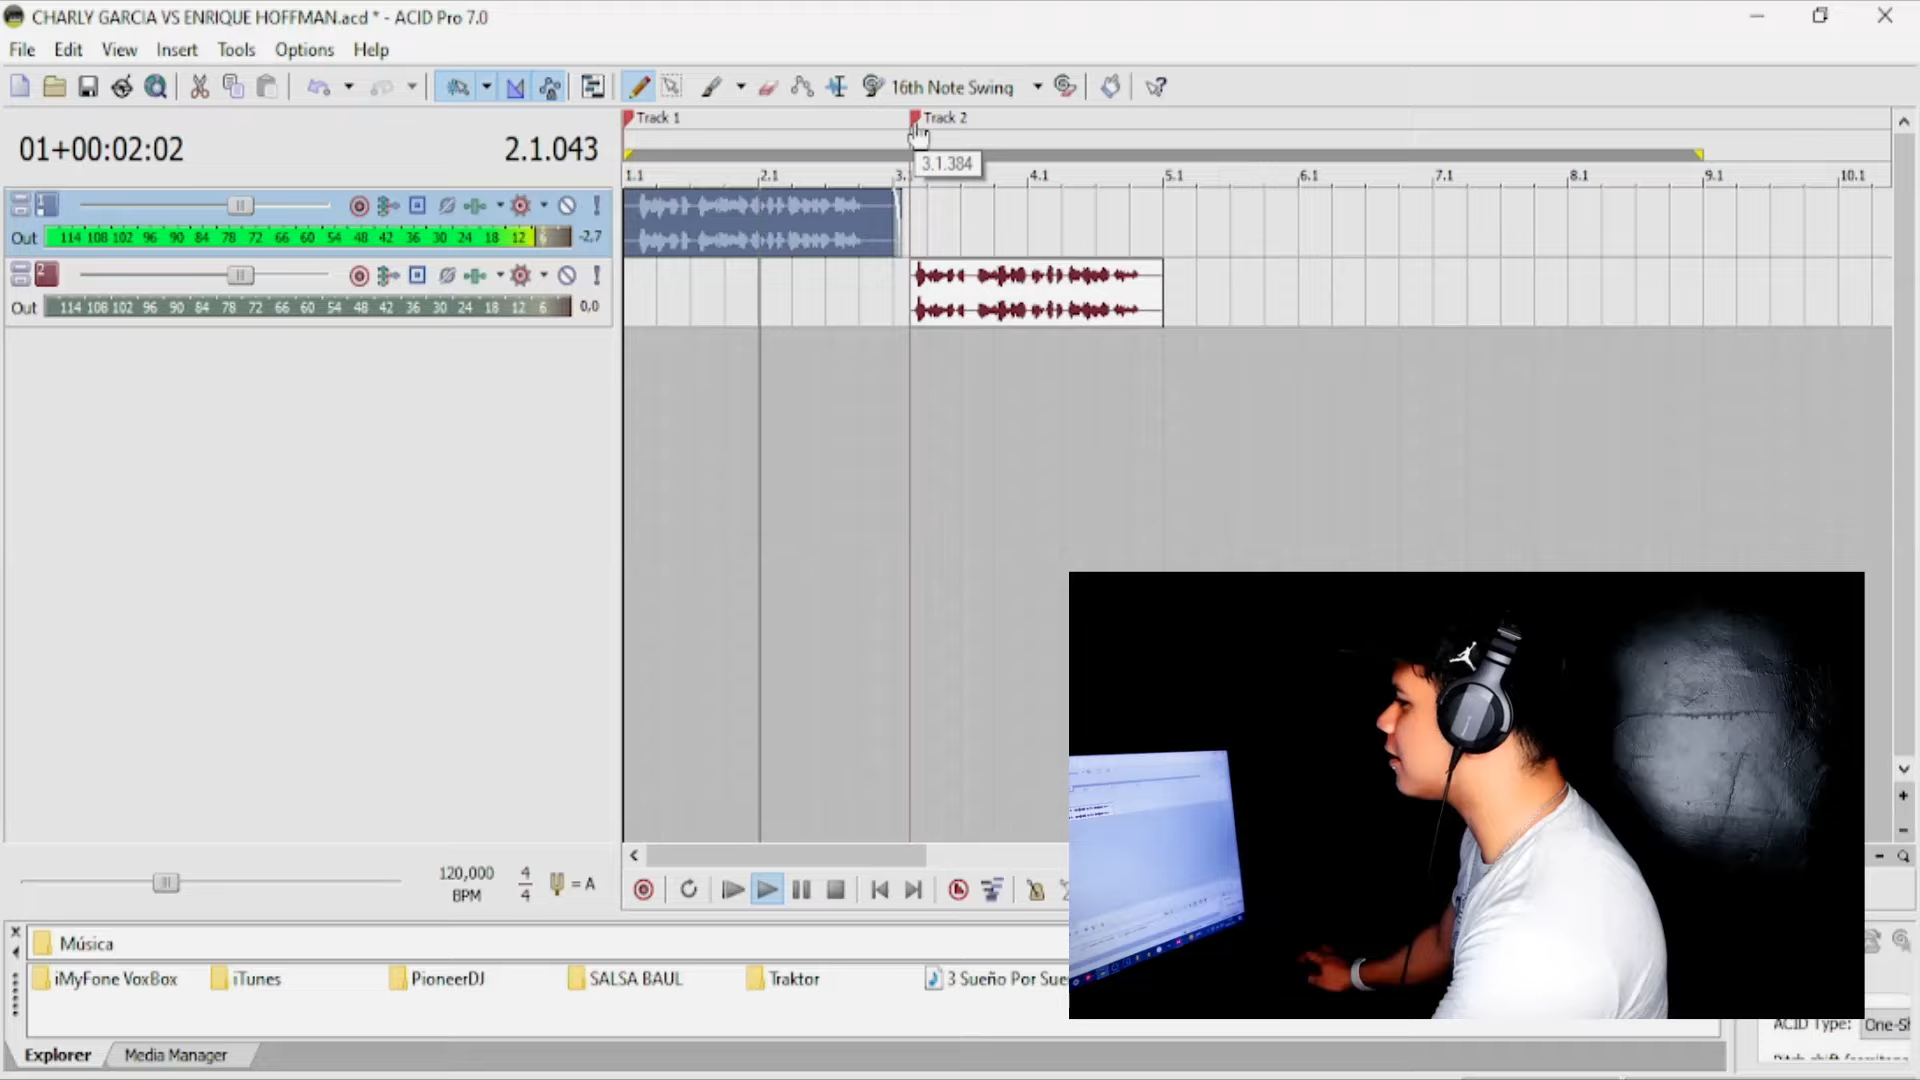 CHARLY GARCIA VS ENRIQUE HOFFMAN.acd * - ACID Pro 7.0
File Edit View Insert Tools Options Help
16th Note Swing
Track 1 Track 2
01+00:02:02 2.1.043
3.1.384
1.1 2.1 3. 4.1 5.1 6.1 7.1 8.1 9.1 10.1
1
Out 114 108 102 96 90 84 78 72 66 60 54 48 42 36 30 24 18 12 6 -2,7
2
Out 114 108 102 96 90 84 78 72 66 60 54 48 42 36 30 24 18 12 6 0,0
120,000
BPM
4
4
= A
Música
iMyFone VoxBox iTunes PioneerDJ SALSA BAUL Traktor 3 Sueño Por Sue
ACID Type: One-Sh
Explorer Media Manager